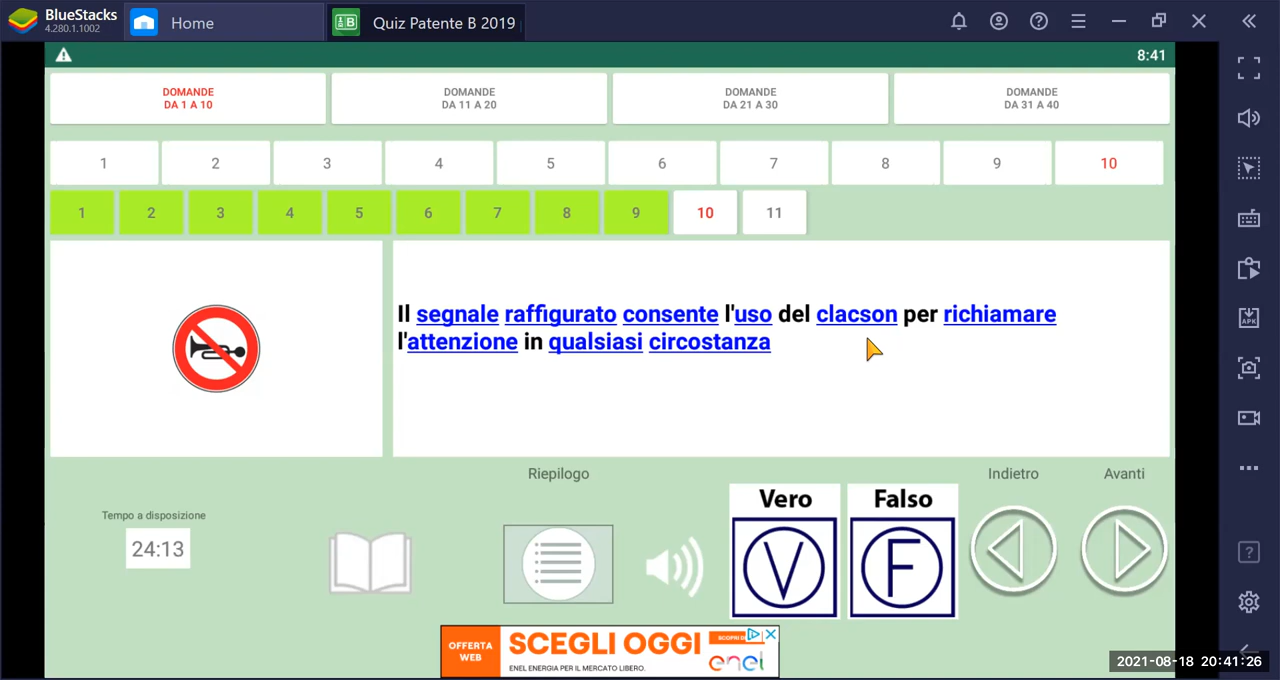 BlueStacks
4.280.1.1002
Home
Quiz Patente B 2019
8:41
DOMANDE
DA 1 A 10
DOMANDE
DA 11 A 20
DOMANDE
DA 21 A 30
DOMANDE
DA 31 A 40
1 2 3 4 5 6 7 8 9 10
1 2 3 4 5 6 7 8 9 10 11
Il segnale raffigurato consente l'uso del clacson per richiamare
l'attenzione in qualsiasi circostanza
Riepilogo
Indietro
Avanti
Tempo a disposizione
24:13
Vero
V
Falso
F
OFFERTA
WEB
SCEGLI OGGI
ENEL ENERGIA PER IL MERCATO LIBERO.
enel
APK
2021-08-18 20:41:26